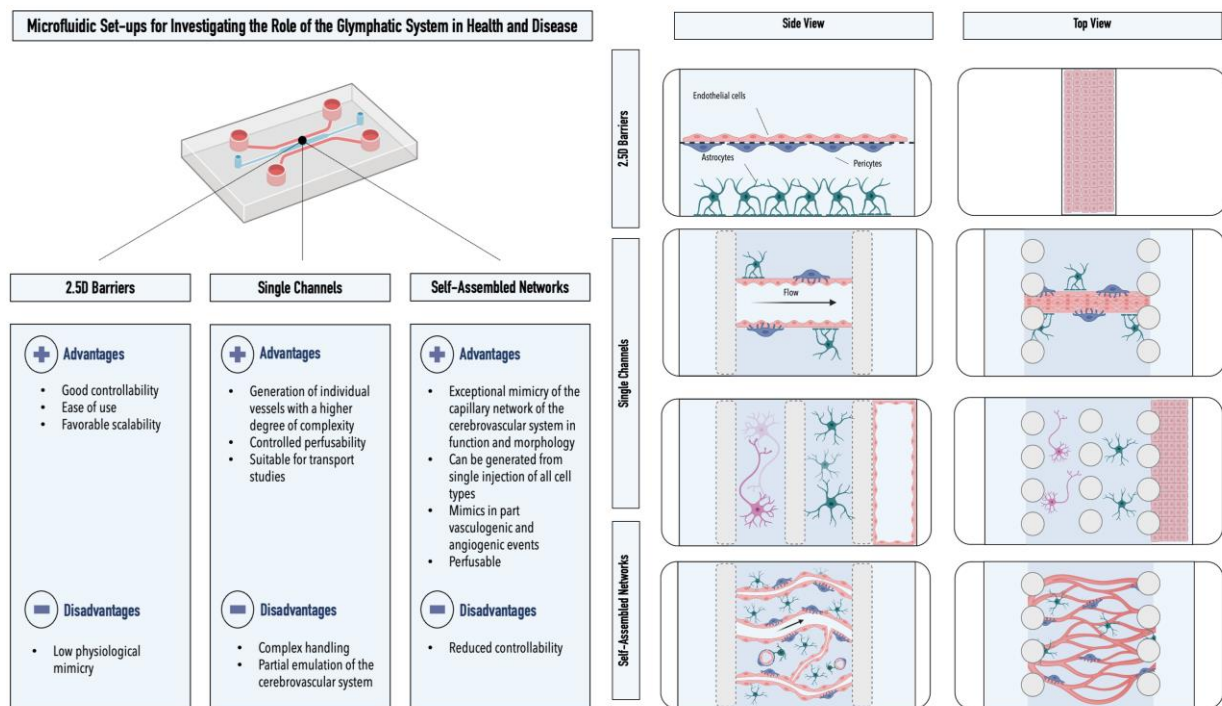 Microfluidic Set-ups for Investigating the Role of the Glymphatic System in Health and Disease
2.5D Barriers
Advantages
• Good controllability
• Ease of use
• Favorable scalability
Disadvantages
• Low physiological
mimicry
Single Channels
Advantages
• Generation of individual
vessels with a higher
degree of complexity
• Controlled perfusability
• Suitable for transport
studies
Disadvantages
• Complex handling
• Partial emulation of the
cerebrovascular system
Self-Assembled Networks
Advantages
• Exceptional mimicry of the
capillary network of the
cerebrovascular system in
function and morphology
• Can be generated from
single injection of all cell
types
• Mimics in part
vasculogenic and
angiogenic events
• Perfusable
Disadvantages
• Reduced controllability
Side View
Top View
2.5D Barriers
Endothelial cells
Astrocytes
Pericytes
Single Channels
Flow
Self-Assembled Networks